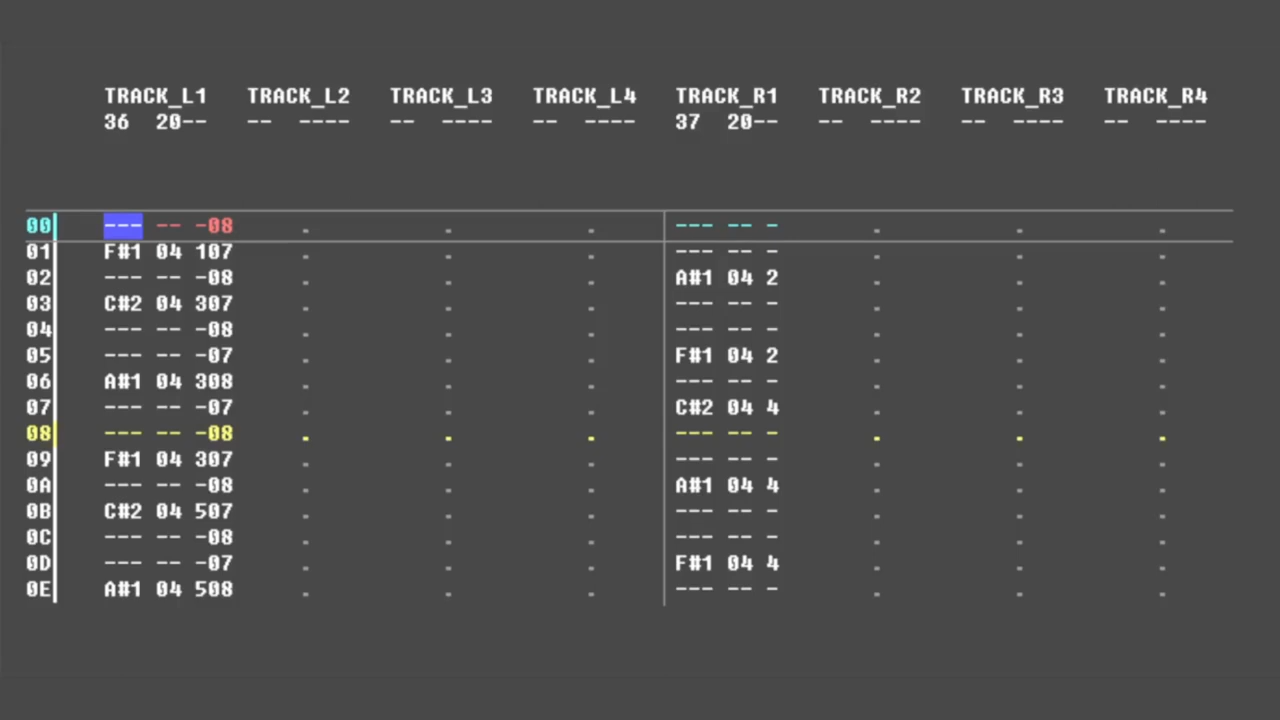 TRACK_L1 TRACK_L2 TRACK_L3 TRACK_L4 TRACK_R1 TRACK_R2 TRACK_R3 TRACK_R4
36 20-- -- ---- -- ---- -- ---- 37 20-- -- ---- -- ---- -- ----
00 --- -- -08 . . . --- -- - . . .
01 F#1 04 107 . . . --- -- - . . .
02 --- -- -08 . . . A#1 04 2 . . .
03 C#2 04 307 . . . --- -- - . . .
04 --- -- -08 . . . --- -- - . . .
05 --- -- -07 . . . F#1 04 2 . . .
06 A#1 04 308 . . . --- -- - . . .
07 --- -- -07 . . . C#2 04 4 . . .
08 --- -- -08 . . . --- -- - . . .
09 F#1 04 307 . . . --- -- - . . .
0A --- -- -08 . . . A#1 04 4 . . .
0B C#2 04 507 . . . --- -- - . . .
0C --- -- -08 . . . --- -- - . . .
0D --- -- -07 . . . F#1 04 4 . . .
0E A#1 04 508 . . . --- -- - . . .